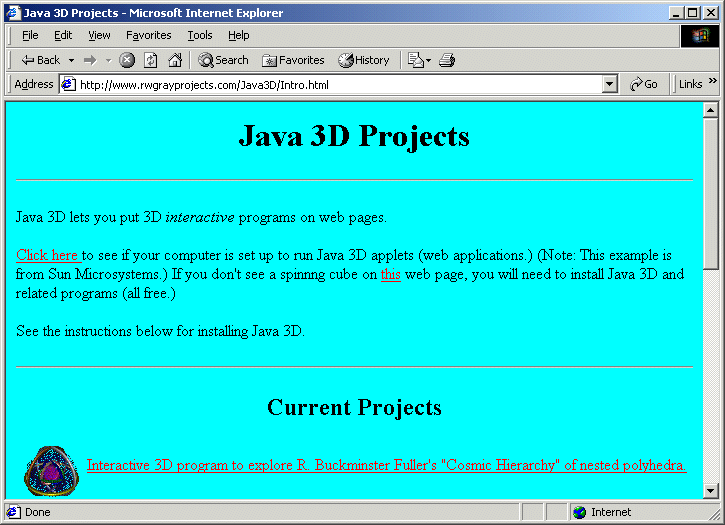 Java 3D Projects - Microsoft Internet Explorer
File Edit View Favorites Tools Help
Back Search Favorites History
Address http://www.rwgrayprojects.com/Java3D/Intro.html Go Links »
Java 3D Projects
Java 3D lets you put 3D interactive programs on web pages.
Click here to see if your computer is set up to run Java 3D applets (web applications.) (Note: This example is
from Sun Microsystems.) If you don't see a spinnng cube on this web page, you will need to install Java 3D and
related programs (all free.)
See the instructions below for installing Java 3D.
Current Projects
Interactive 3D program to explore R. Buckminster Fuller's "Cosmic Hierarchy" of nested polyhedra.
Done Internet